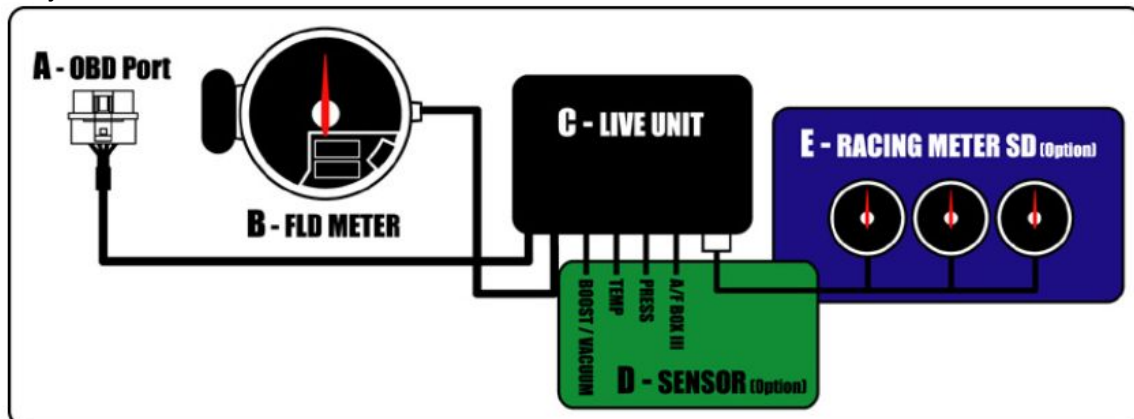 A - OBD Port
B - FLD METER
C - LIVE UNIT
E - RACING METER SD (Option)
BOOST / VACUUM
TEMP
PRESS
A/F BOX III
D - SENSOR (Option)